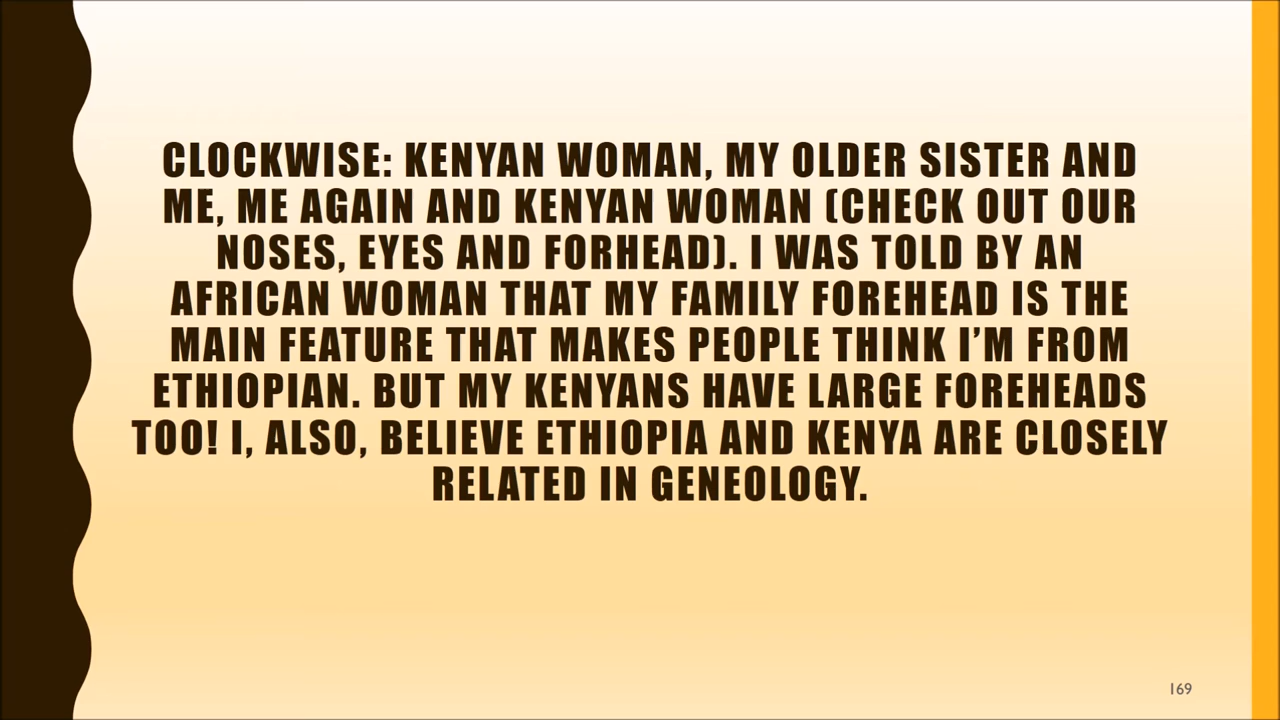 CLOCKWISE: KENYAN WOMAN, MY OLDER SISTER AND
ME, ME AGAIN AND KENYAN WOMAN (CHECK OUT OUR
NOSES, EYES AND FORHEAD). I WAS TOLD BY AN
AFRICAN WOMAN THAT MY FAMILY FOREHEAD IS THE
MAIN FEATURE THAT MAKES PEOPLE THINK I’M FROM
ETHIOPIAN. BUT MY KENYANS HAVE LARGE FOREHEADS
TOO! I, ALSO, BELIEVE ETHIOPIA AND KENYA ARE CLOSELY
RELATED IN GENEOLOGY.
169